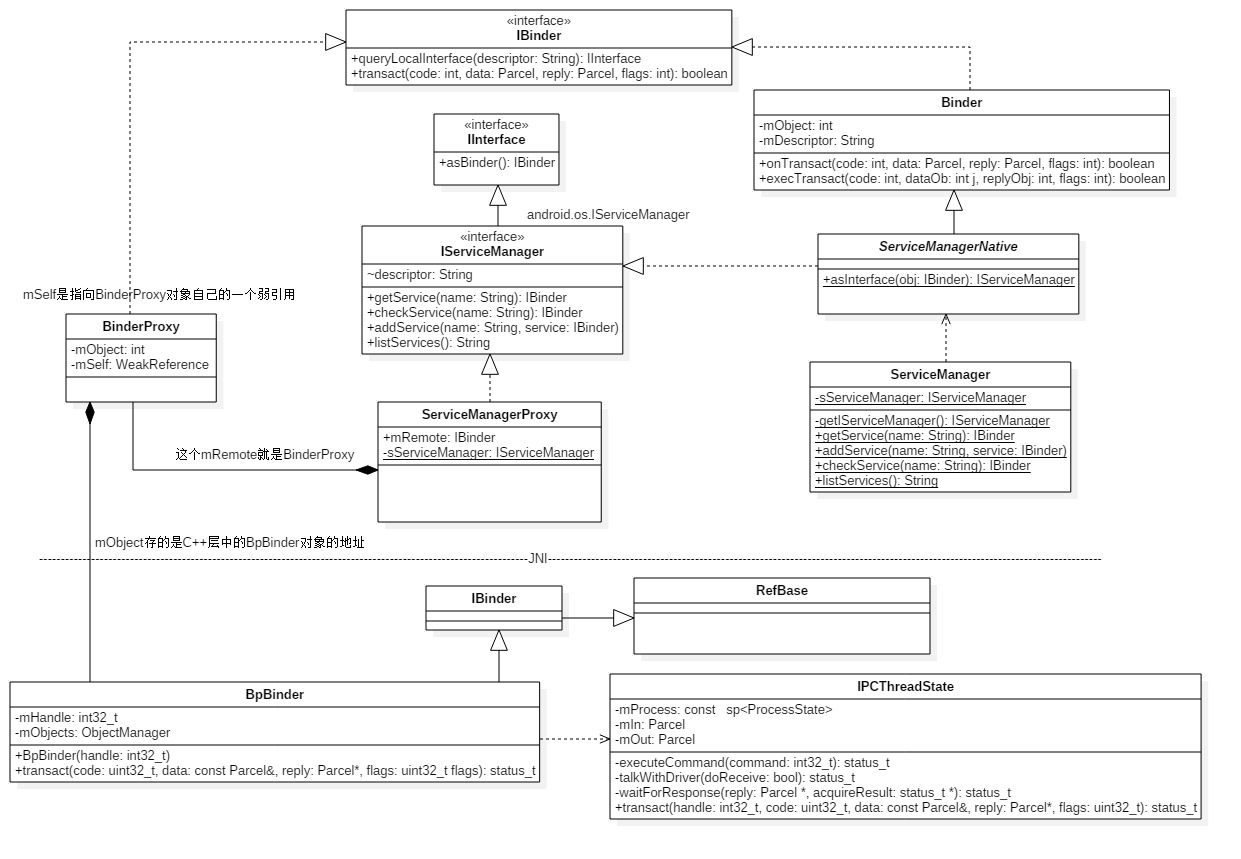 «interface»
IBinder
+queryLocalInterface(descriptor: String): IInterface
+transact(code: int, data: Parcel, reply: Parcel, flags: int): boolean
Binder
-mObject: int
-mDescriptor: String
+onTransact(code: int, data: Parcel, reply: Parcel, flags: int): boolean
+execTransact(code: int, dataOb: int j, replyObj: int, flags: int): boolean
«interface»
IInterface
+asBinder(): IBinder
android.os.IServiceManager
«interface»
IServiceManager
~descriptor: String
+getService(name: String): IBinder
+checkService(name: String): IBinder
+addService(name: String, service: IBinder)
+listServices(): String
ServiceManagerNative
+asInterface(obj: IBinder): IServiceManager
mSelf是指向BinderProxy对象自己的一个弱引用
BinderProxy
-mObject: int
-mSelf: WeakReference
ServiceManager
-sServiceManager: IServiceManager
-getIServiceManager(): IServiceManager
+getService(name: String): IBinder
+addService(name: String, service: IBinder)
+checkService(name: String): IBinder
+listServices(): String
ServiceManagerProxy
+mRemote: IBinder
-sServiceManager: IServiceManager
这个mRemote就是BinderProxy
mObject存的是C++层中的BpBinder对象的地址
JNI
IBinder
RefBase
BpBinder
-mHandle: int32_t
-mObjects: ObjectManager
+BpBinder(handle: int32_t)
+transact(code: uint32_t, data: const Parcel&, reply: Parcel*, flags: uint32_t flags): status_t
IPCThreadState
-mProcess: const   sp<ProcessState>
-mIn: Parcel
-mOut: Parcel
-executeCommand(command: int32_t): status_t
-talkWithDriver(doReceive: bool): status_t
-waitForResponse(reply: Parcel *, acquireResult: status_t *): status_t
+transact(handle: int32_t, code: uint32_t, data: const Parcel&, reply: Parcel*, flags: uint32_t): status_t